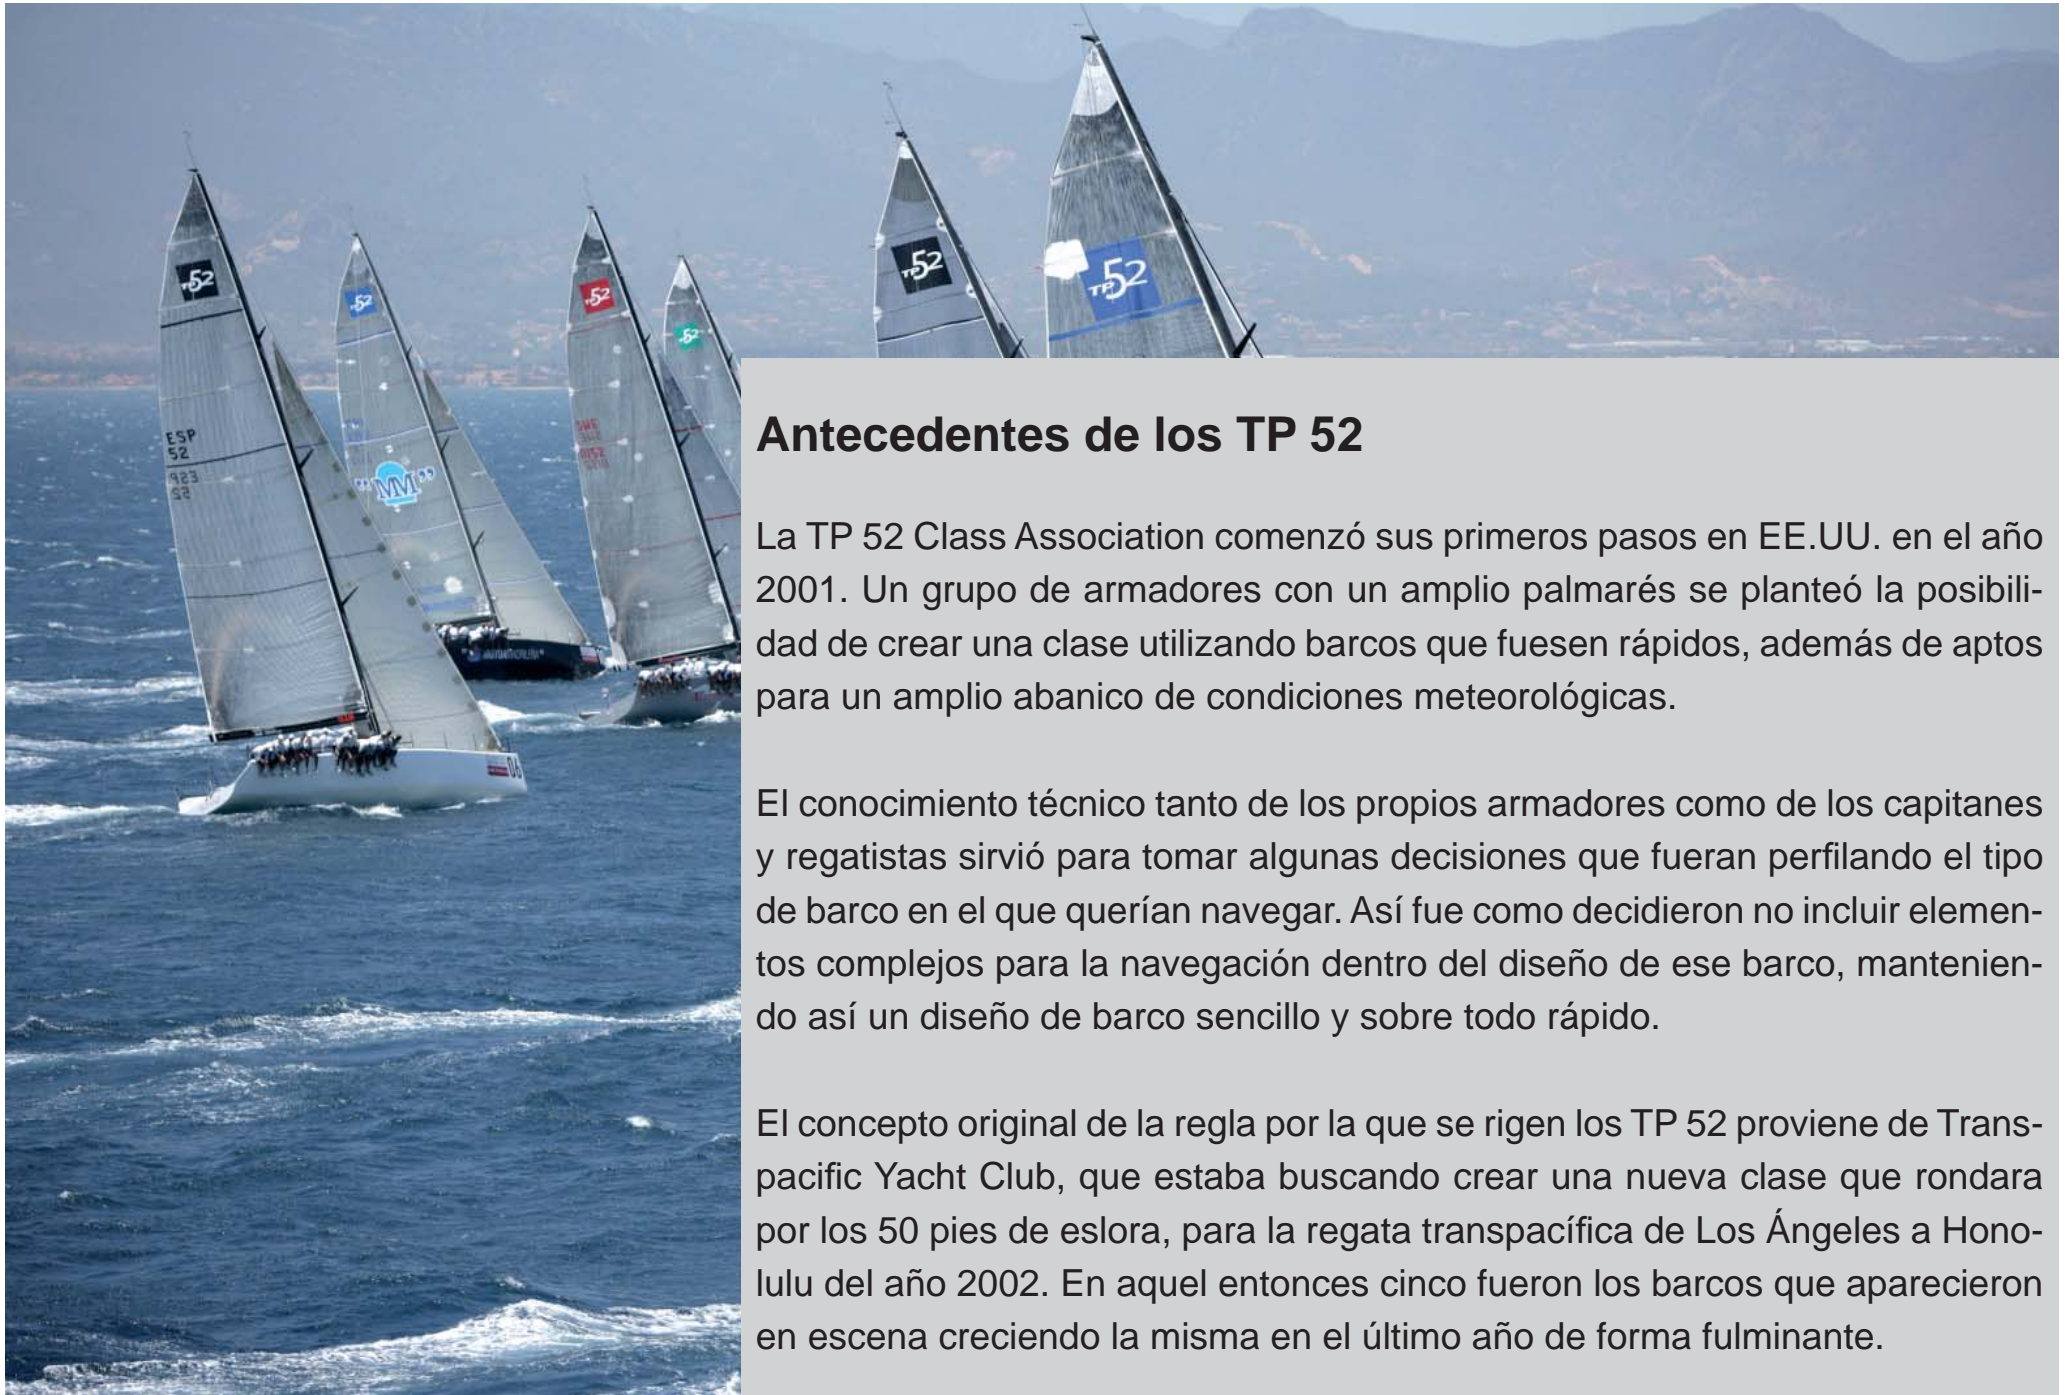 TP52
TP52
TP52
TP52
TP52
TP52
ESP
52
"MM"
06
Antecedentes de los TP 52
La TP 52 Class Association comenzó sus primeros pasos en EE.UU. en el año
2001. Un grupo de armadores con un amplio palmarés se planteó la posibili-
dad de crear una clase utilizando barcos que fuesen rápidos, además de aptos
para un amplio abanico de condiciones meteorológicas.
El conocimiento técnico tanto de los propios armadores como de los capitanes
y regatistas sirvió para tomar algunas decisiones que fueran perfilando el tipo
de barco en el que querían navegar. Así fue como decidieron no incluir elemen-
tos complejos para la navegación dentro del diseño de ese barco, mantenien-
do así un diseño de barco sencillo y sobre todo rápido.
El concepto original de la regla por la que se rigen los TP 52 proviene de Trans-
pacific Yacht Club, que estaba buscando crear una nueva clase que rondara
por los 50 pies de eslora, para la regata transpacífica de Los Ángeles a Hono-
lulu del año 2002. En aquel entonces cinco fueron los barcos que aparecieron
en escena creciendo la misma en el último año de forma fulminante.